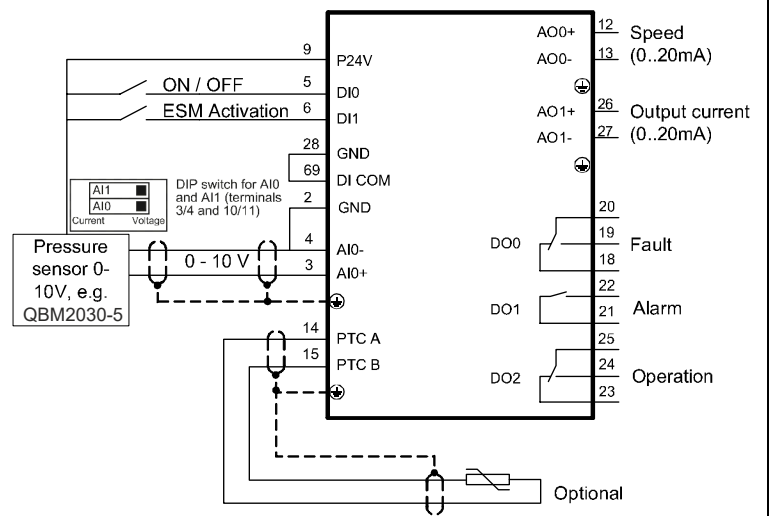 12
AO0+
Speed
13
AO0-
(0..20mA)
9
P24V
5
ON / OFF
DI0
6
ESM Activation
DI1
26
AO1+
Output current
27
AO1-
(0..20mA)
28
GND
69
DI COM
2
GND
AI1
AI0
Current
Voltage
DIP switch for AI0
and AI1 (terminals
3/4 and 10/11)
Pressure
sensor 0-
10V, e.g.
QBM2030-5
4
AI0-
0 - 10 V
3
AI0+
20
DO0
19
Fault
18
22
DO1
21
Alarm
25
DO2
24
Operation
23
14
PTC A
15
PTC B
Optional